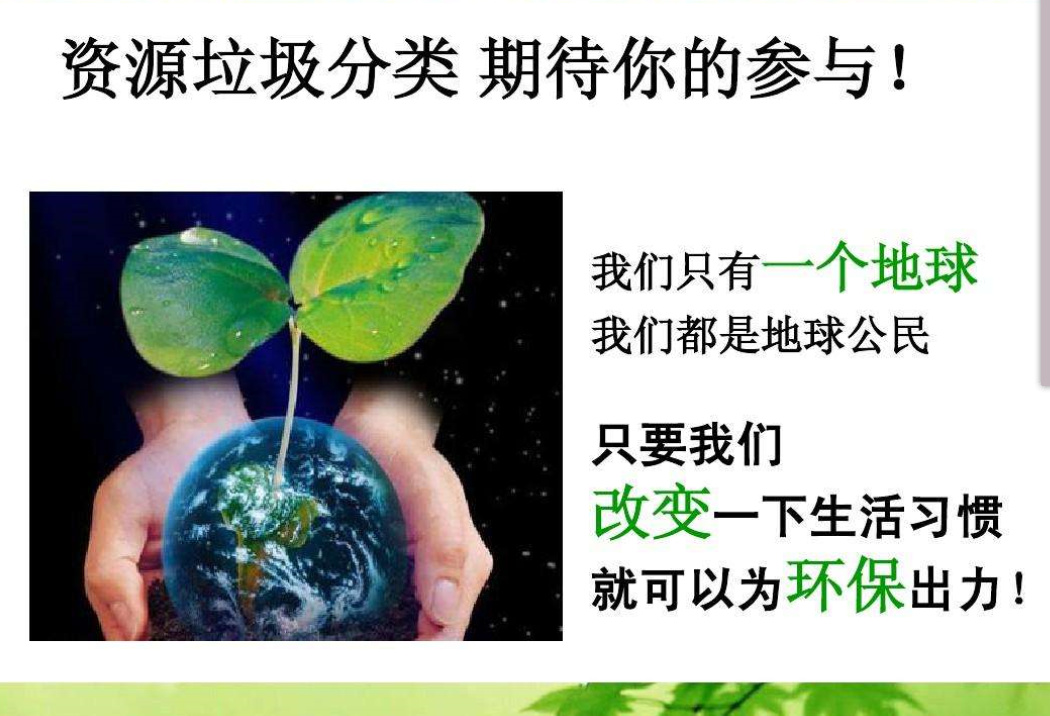 资源垃圾分类 期待你的参与！
我们只有一个地球
我们都是地球公民
只要我们
改变一下生活习惯
就可以为环保出力！